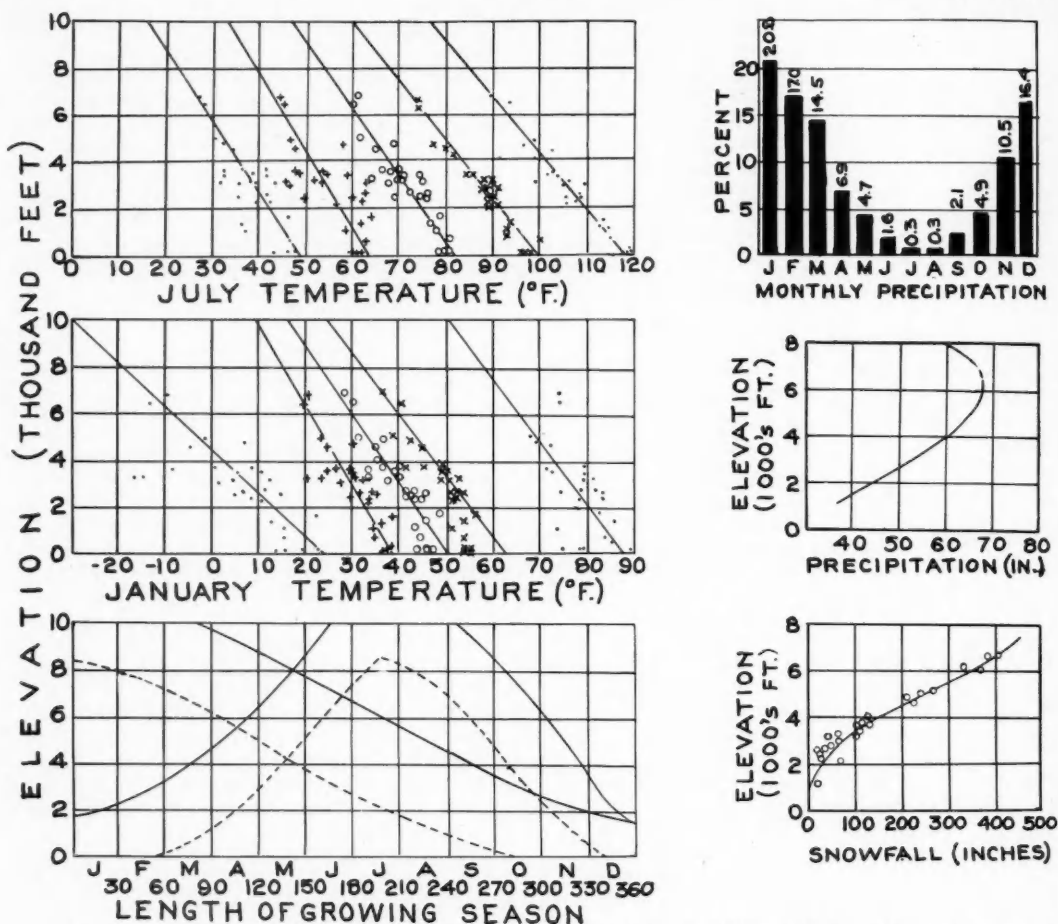 ELEVATION (THOUSAND FEET)
10
8
6
4
2
0
0 10 20 30 40 50 60 70 80 90 100 110 120
JULY TEMPERATURE (°F.)
10
8
6
4
2
0
-20 -10 0 10 20 30 40 50 60 70 80 90
JANUARY TEMPERATURE (°F.)
10
8
6
4
2
0
J F M A M J J A S O N D
30 60 90 120 150 180 210 240 270 300 330 360
LENGTH OF GROWING SEASON
PERCENT
20
15
10
5
0
20.8 17.0 14.5 6.9 4.7 1.6 0.3 0.3 2.1 4.9 10.5 16.4
J F M A M J J A S O N D
MONTHLY PRECIPITATION
ELEVATION
(1000's FT.)
8
6
4
2
0
40 50 60 70 80
PRECIPITATION (IN.)
ELEVATION
(1000's FT.)
8
6
4
2
0
0 100 200 300 400 500
SNOWFALL (INCHES)